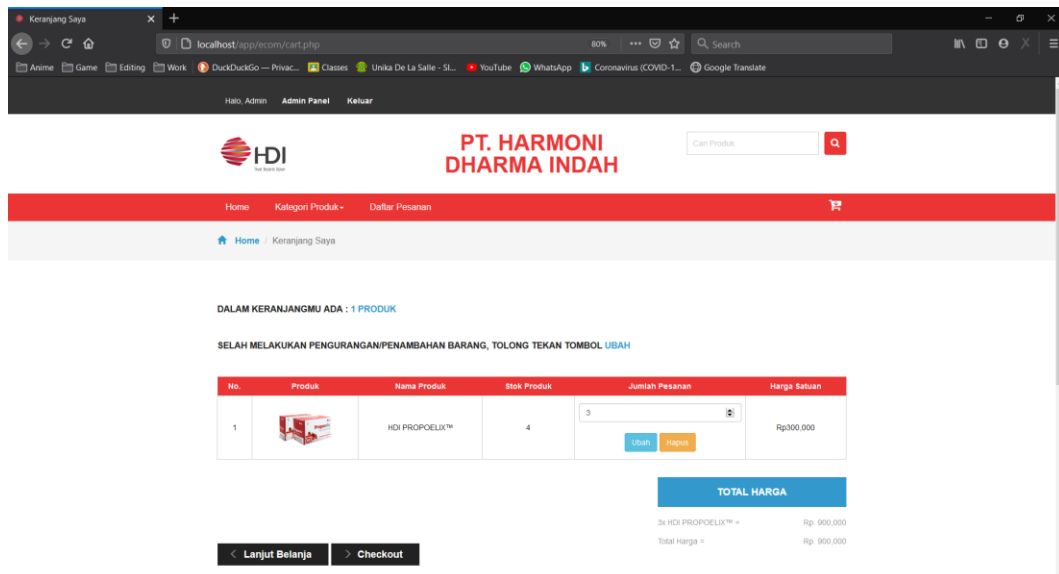 Keranjang Saya
localhost/app/ecom/cart.php
80%
Search
Anime Game Editing Work DuckDuckGo — Privac... Classes Unika De La Salle - SI... YouTube WhatsApp Coronavirus (COVID-1... Google Translate
Halo, Admin Admin Panel Keluar
HDI
PT. HARMONI
DHARMA INDAH
Cari Produk
Home Kategori Produk Daftar Pesanan
Home / Keranjang Saya
DALAM KERANJANGMU ADA : 1 PRODUK
SELAH MELAKUKAN PENGURANGAN/PENAMBAHAN BARANG, TOLONG TEKAN TOMBOL UBAH
No. Produk Nama Produk Stok Produk Jumlah Pesanan Harga Satuan
1 HDI PROPOELIX™ 4 3 Rp300,000
Ubah Hapus
TOTAL HARGA
3x HDI PROPOELIX™ = Rp. 900,000
Total Harga = Rp. 900,000
< Lanjut Belanja > Checkout